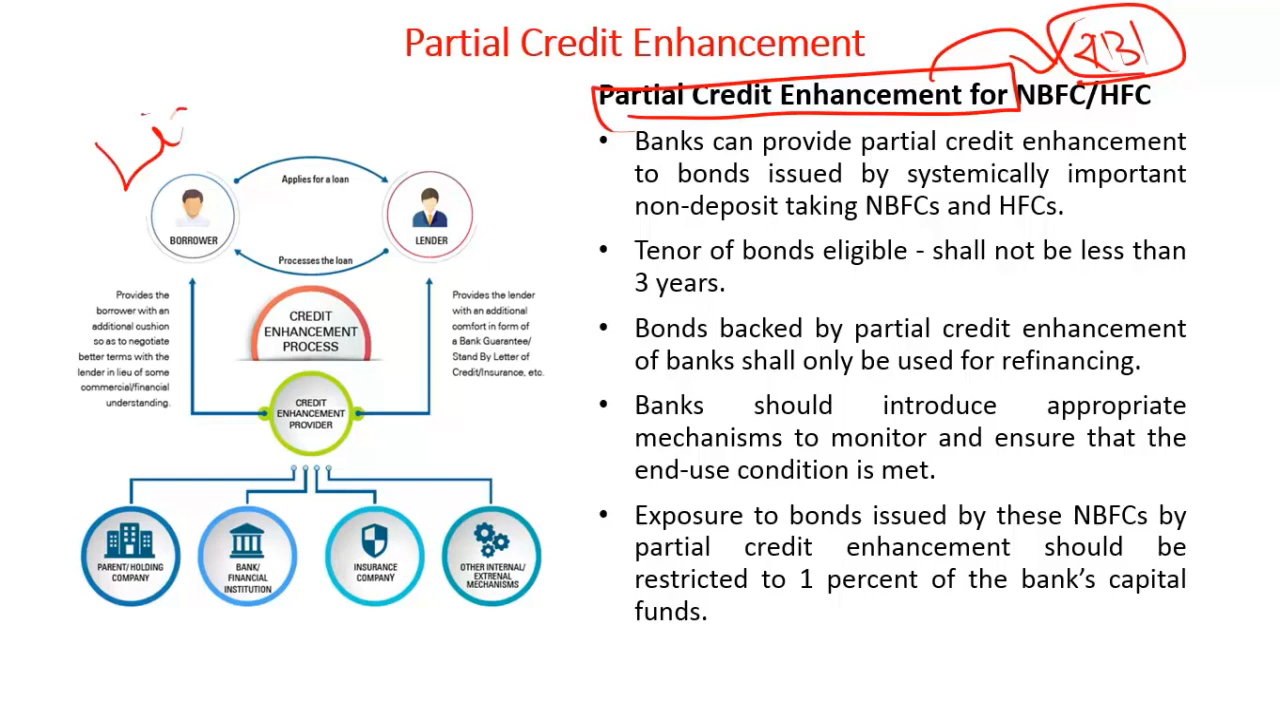 Partial Credit Enhancement
Partial Credit Enhancement for NBFC/HFC
• Banks can provide partial credit enhancement
to bonds issued by systemically important
non-deposit taking NBFCs and HFCs.
• Tenor of bonds eligible - shall not be less than
3 years.
• Bonds backed by partial credit enhancement
of banks shall only be used for refinancing.
• Banks should introduce appropriate
mechanisms to monitor and ensure that the
end-use condition is met.
• Exposure to bonds issued by these NBFCs by
partial credit enhancement should be
restricted to 1 percent of the bank's capital
funds.
Applies for a loan
BORROWER
LENDER
Processes the loan
Provides the
borrower with an
additional cushion
so as to negotiate
better terms with the
lender in lieu of some
commercial/financial
understanding.
CREDIT
ENHANCEMENT
PROCESS
Provides the lender
with an additional
comfort in form of
a Bank Guarantee/
Stand By Letter of
Credit/Insurance, etc.
CREDIT
ENHANCEMENT
PROVIDER
PARENT/HOLDING
COMPANY
BANK/
FINANCIAL
INSTITUTION
INSURANCE
COMPANY
OTHER INTERNAL/
EXTRENAL
MECHANISMS